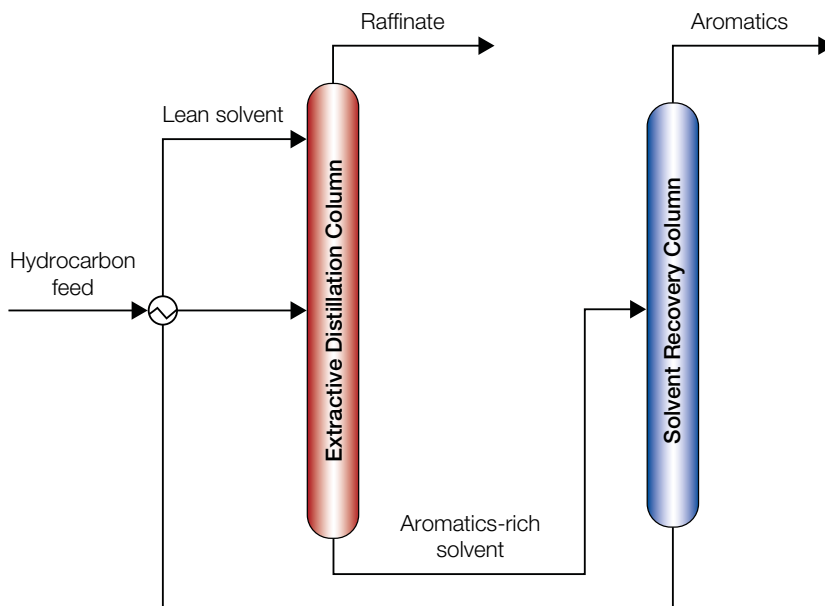 Raffinate
Aromatics
Lean solvent
Hydrocarbon
feed
Extractive Distillation Column
Solvent Recovery Column
Aromatics-rich
solvent